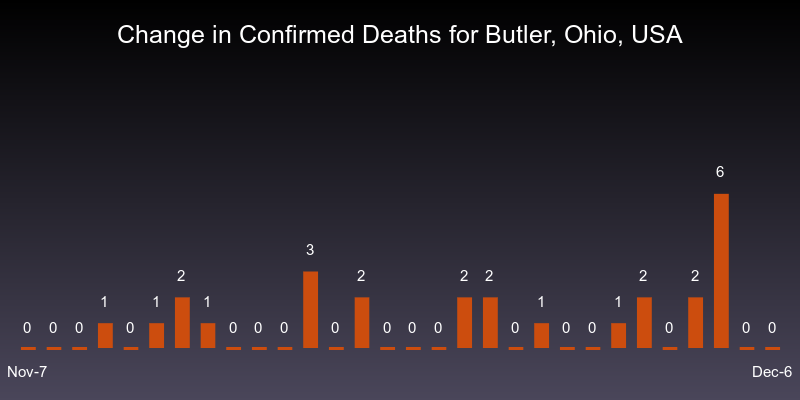 Change in Confirmed Deaths for Butler, Ohio, USA
6
3
2 2 2 2 2 2
1 1 1 1 1
0 0 0 0 0 0 0 0 0 0 0 0 0 0 0 0 0
Nov-7 Dec-6